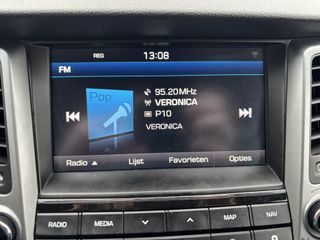 REG 13:08
FM
Pop
95.20MHz
VERONICA
P10
VERONICA
Radio Lijst Favorieten Opties
RADIO MEDIA MAP NAV